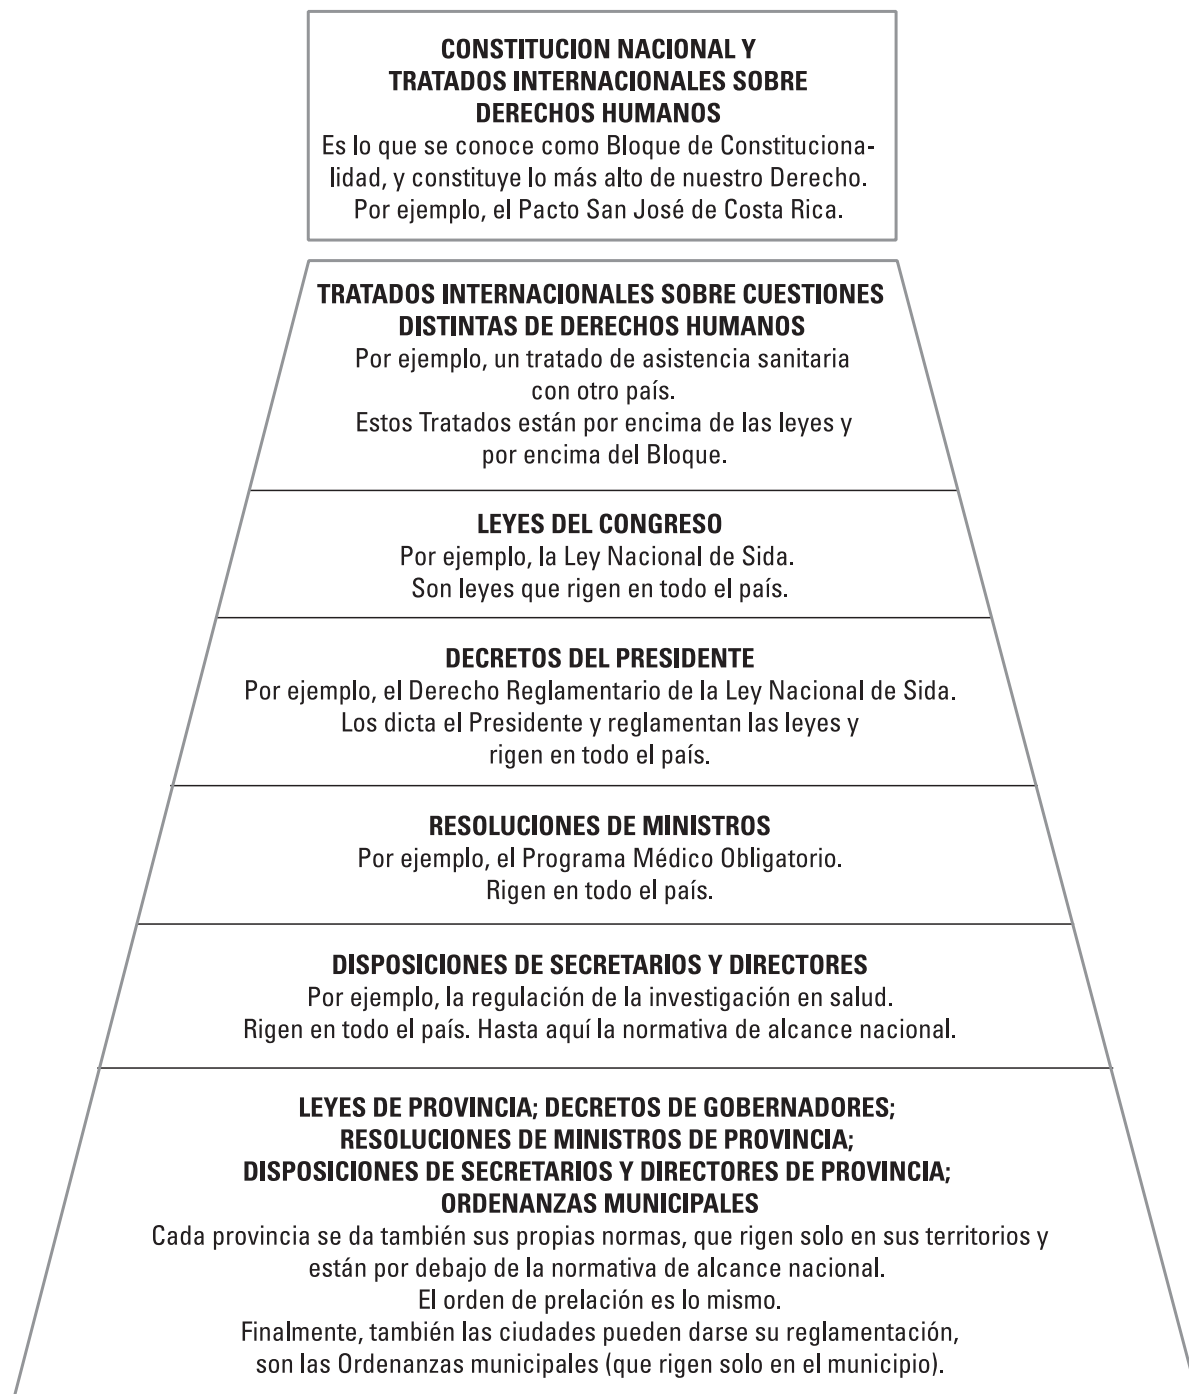 CONSTITUCION NACIONAL Y
TRATADOS INTERNACIONALES SOBRE
DERECHOS HUMANOS
Es lo que se conoce como Bloque de Constituciona-
lidad, y constituye lo más alto de nuestro Derecho.
Por ejemplo, el Pacto San José de Costa Rica.
TRATADOS INTERNACIONALES SOBRE CUESTIONES
DISTINTAS DE DERECHOS HUMANOS
Por ejemplo, un tratado de asistencia sanitaria
con otro país.
Estos Tratados están por encima de las leyes y
por encima del Bloque.
LEYES DEL CONGRESO
Por ejemplo, la Ley Nacional de Sida.
Son leyes que rigen en todo el país.
DECRETOS DEL PRESIDENTE
Por ejemplo, el Derecho Reglamentario de la Ley Nacional de Sida.
Los dicta el Presidente y reglamentan las leyes y
rigen en todo el país.
RESOLUCIONES DE MINISTROS
Por ejemplo, el Programa Médico Obligatorio.
Rigen en todo el país.
DISPOSICIONES DE SECRETARIOS Y DIRECTORES
Por ejemplo, la regulación de la investigación en salud.
Rigen en todo el país. Hasta aquí la normativa de alcance nacional.
LEYES DE PROVINCIA; DECRETOS DE GOBERNADORES;
RESOLUCIONES DE MINISTROS DE PROVINCIA;
DISPOSICIONES DE SECRETARIOS Y DIRECTORES DE PROVINCIA;
ORDENANZAS MUNICIPALES
Cada provincia se da también sus propias normas, que rigen solo en sus territorios y
están por debajo de la normativa de alcance nacional.
El orden de prelación es lo mismo.
Finalmente, también las ciudades pueden darse su reglamentación,
son las Ordenanzas municipales (que rigen solo en el municipio).